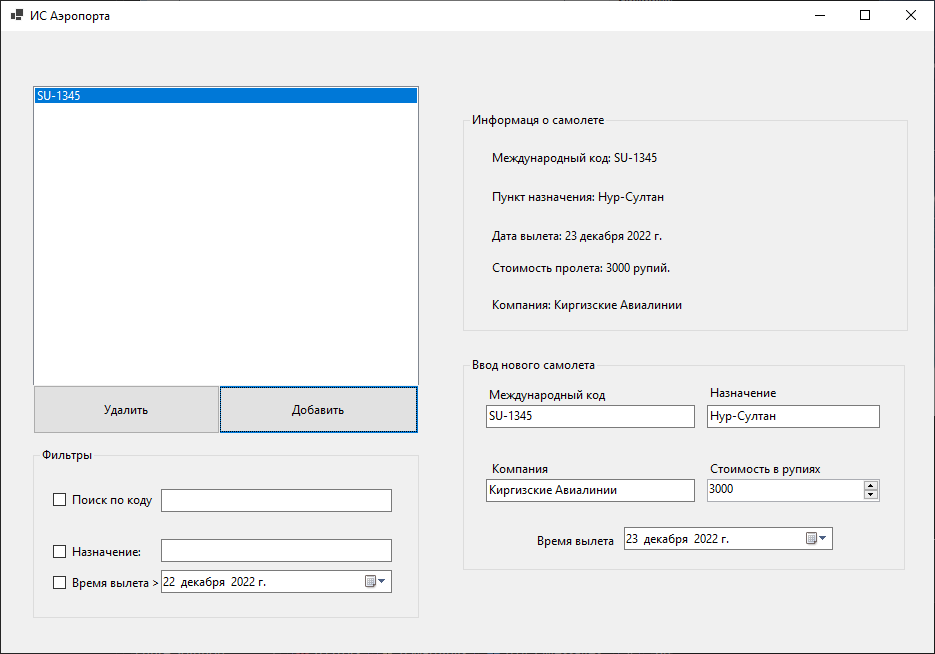 ИС Аэропорта
SU-1345
Удалить
Добавить
Фильтры
Поиск по коду
Назначение:
Время вылета >
22 декабря 2022 г.
Информаця о самолете
Международный код: SU-1345
Пункт назначения: Нур-Султан
Дата вылета: 23 декабря 2022 г.
Стоимость пролета: 3000 рупий.
Компания: Киргизские Авиалинии
Ввод нового самолета
Международный код
Назначение
SU-1345
Нур-Султан
Компания
Стоимость в рупиях
Киргизские Авиалинии
3000
Время вылета
23 декабря 2022 г.